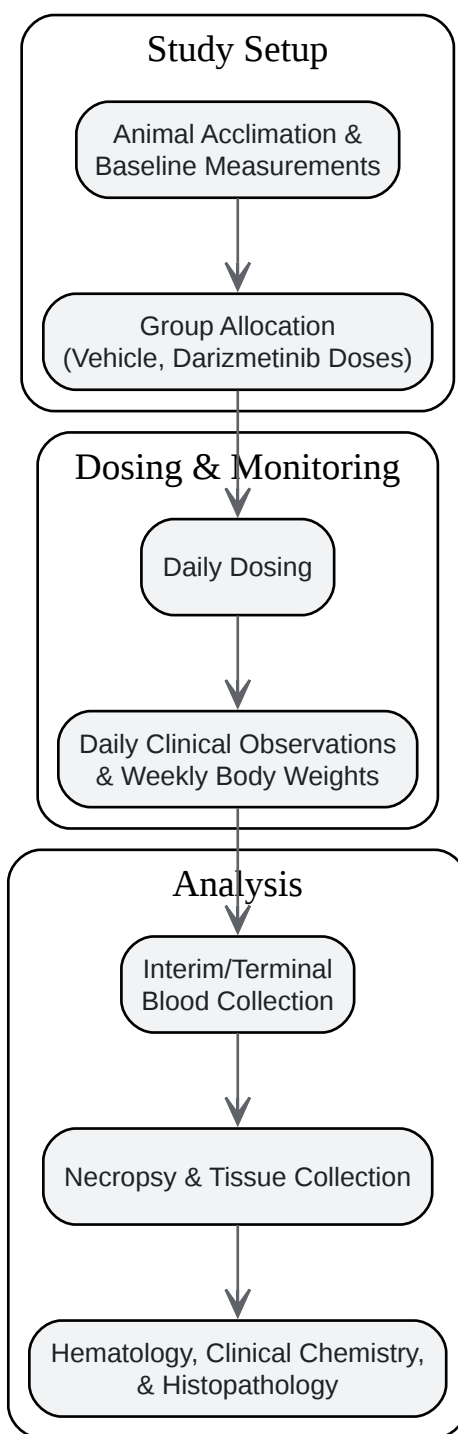 Study Setup
Animal Acclimation &
Baseline Measurements
Group Allocation
(Vehicle, Darizmetinib Doses)
Dosing & Monitoring
Daily Dosing
Daily Clinical Observations
& Weekly Body Weights
Analysis
Interim/Terminal
Blood Collection
Necropsy & Tissue Collection
Hematology, Clinical Chemistry,
& Histopathology